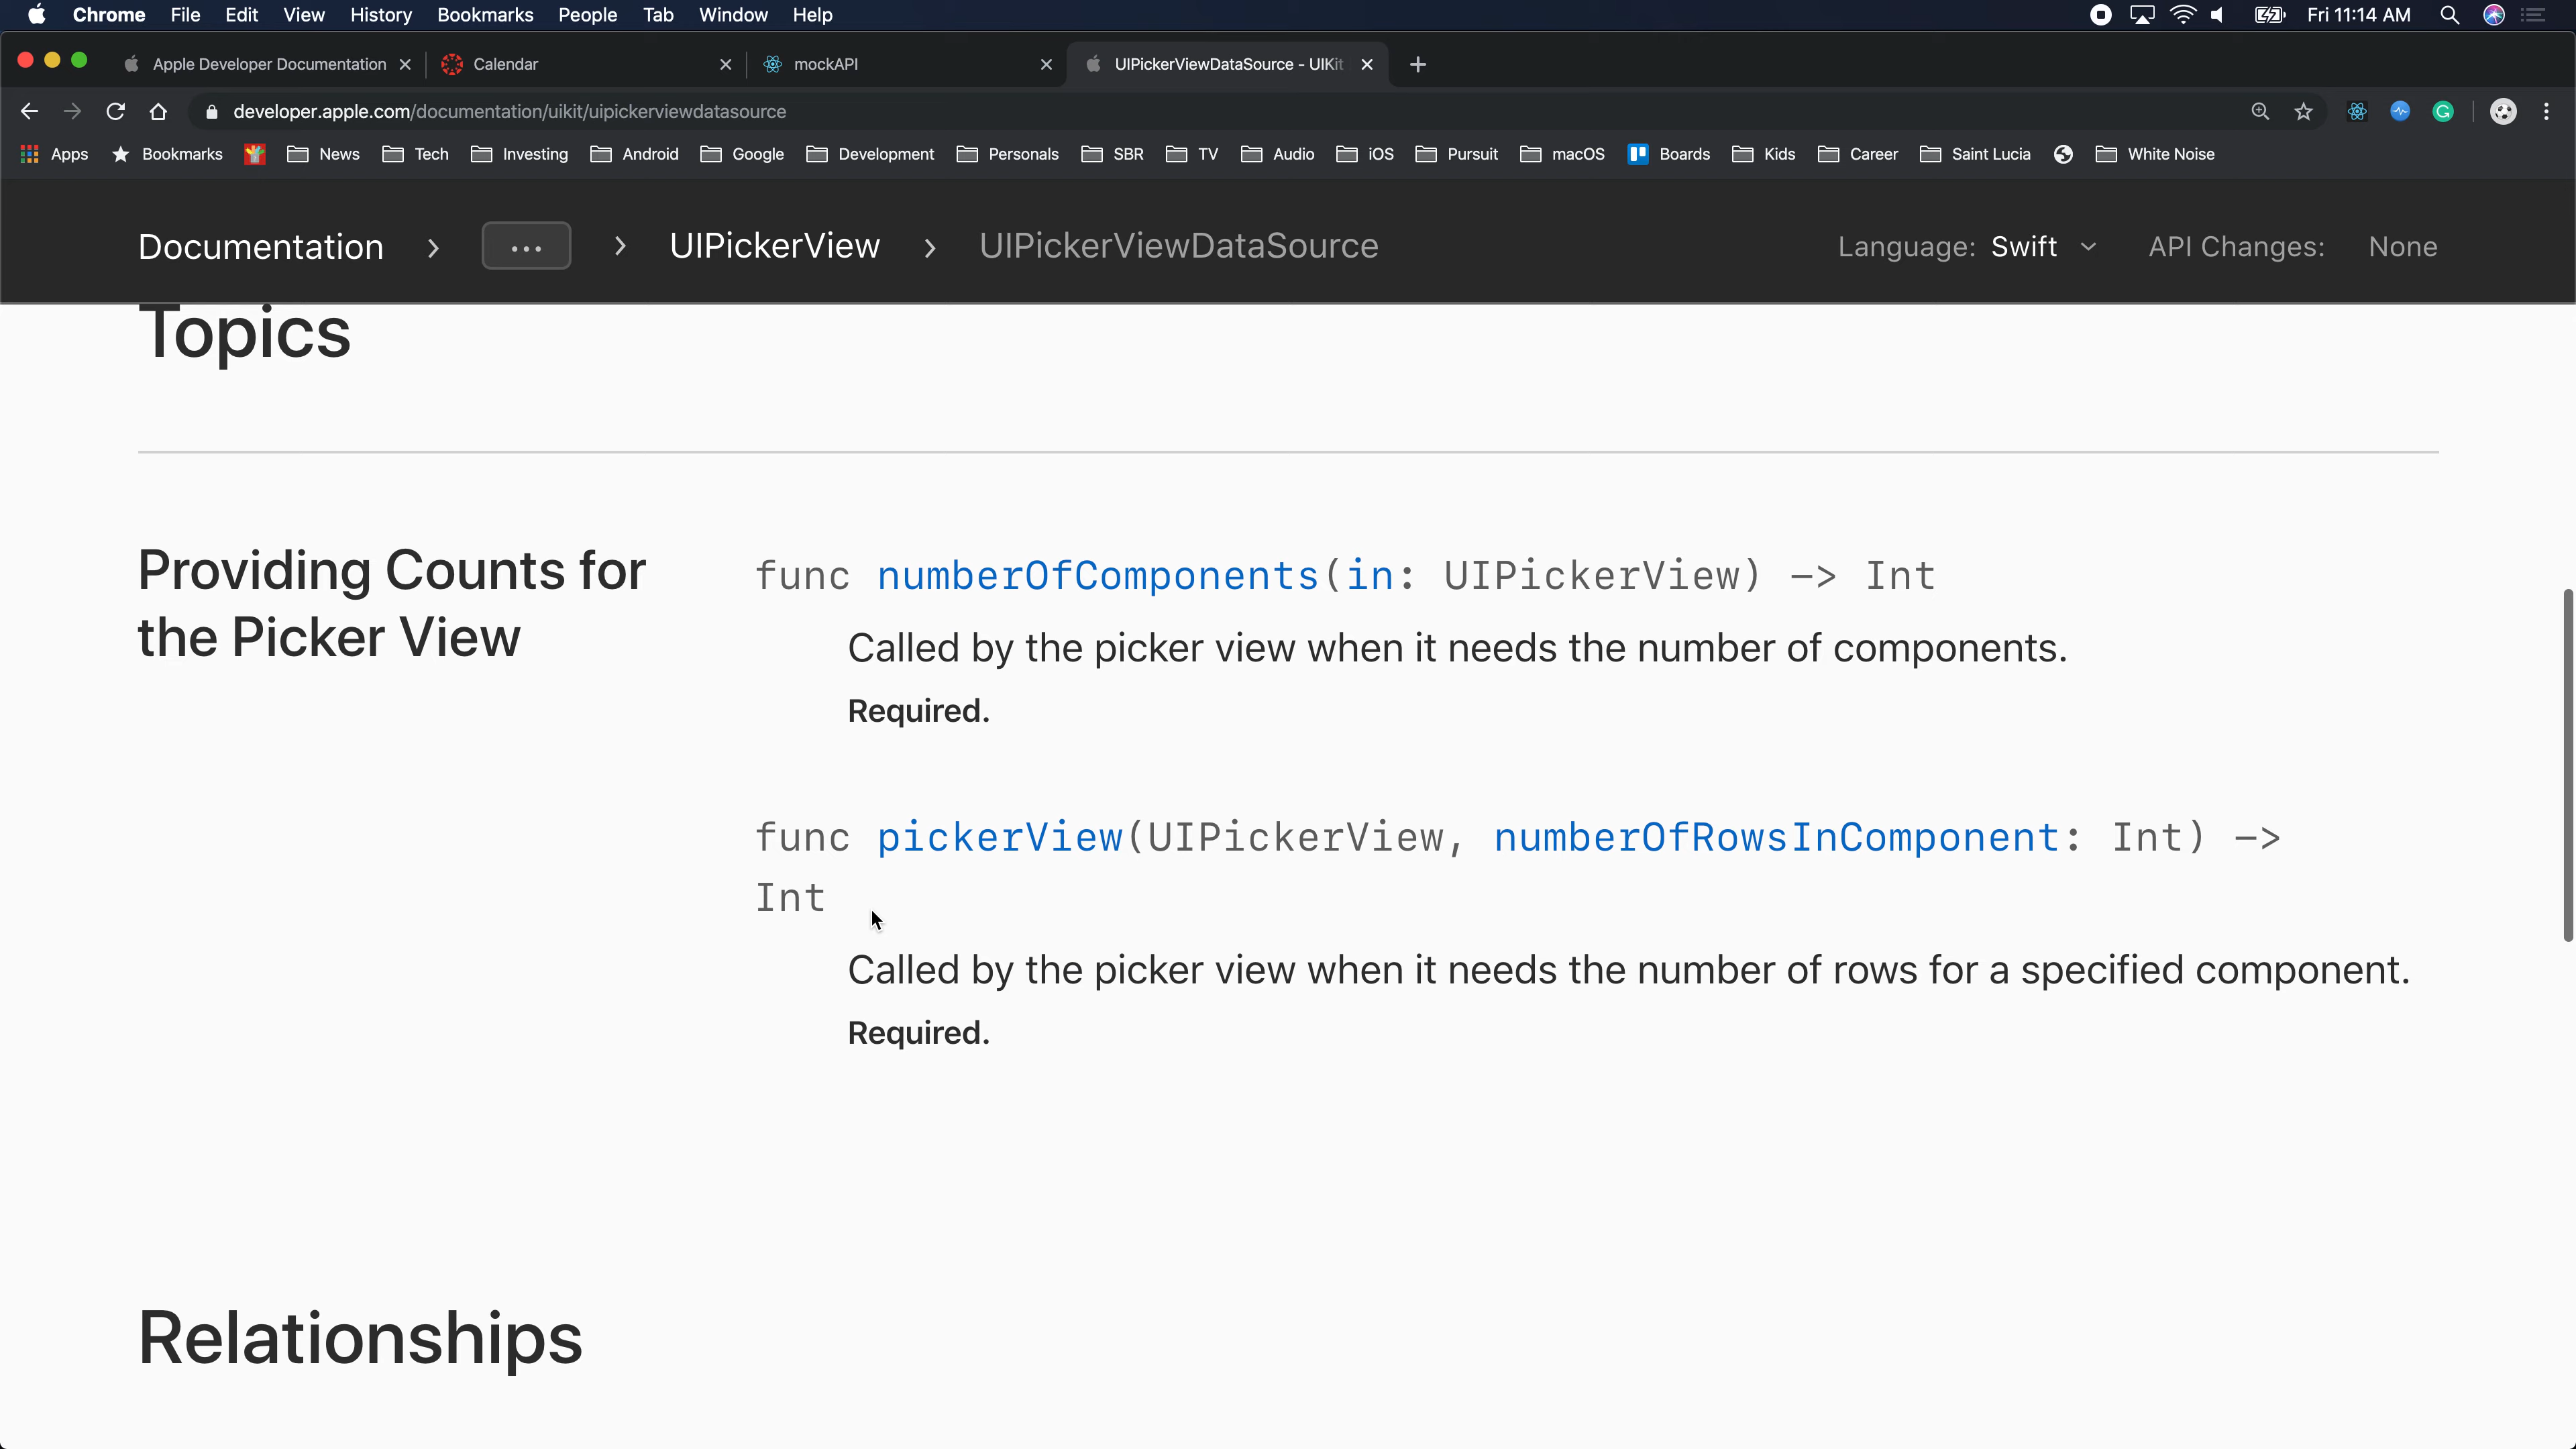 Chrome File Edit View History Bookmarks People Tab Window Help Fri 11:14 AM
Apple Developer Documentation Calendar mockAPI UIPickerViewDataSource - UIKit
developer.apple.com/documentation/uikit/uipickerviewdatasource
Apps Bookmarks News Tech Investing Android Google Development Personals SBR TV Audio iOS Pursuit macOS Boards Kids Career Saint Lucia White Noise
Documentation > ... > UIPickerView > UIPickerViewDataSource Language: Swift API Changes: None
Topics
Providing Counts for
the Picker View
func numberOfComponents(in: UIPickerView) -> Int
Called by the picker view when it needs the number of components.
Required.
func pickerView(UIPickerView, numberOfRowsInComponent: Int) ->
Int
Called by the picker view when it needs the number of rows for a specified component.
Required.
Relationships